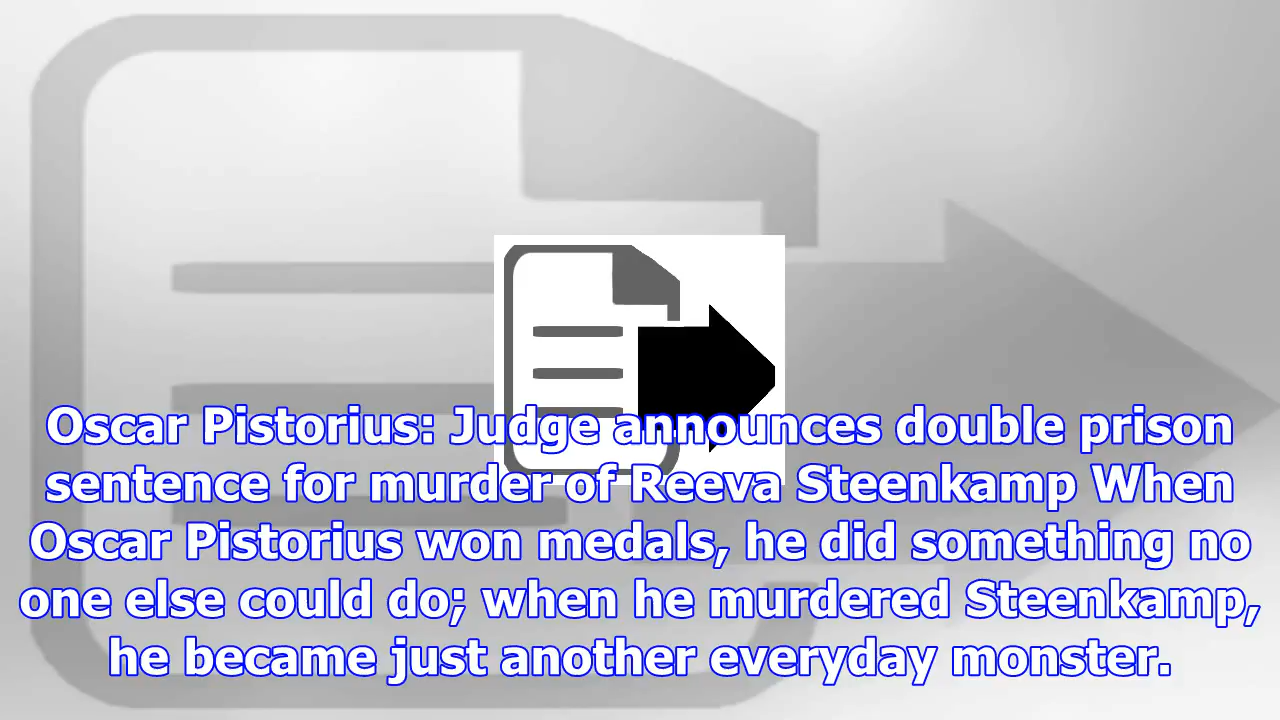 Oscar Pistorius: Judge announces double prison
sentence for murder of Reeva Steenkamp When
Oscar Pistorius won medals, he did something no
one else could do; when he murdered Steenkamp,
he became just another everyday monster.